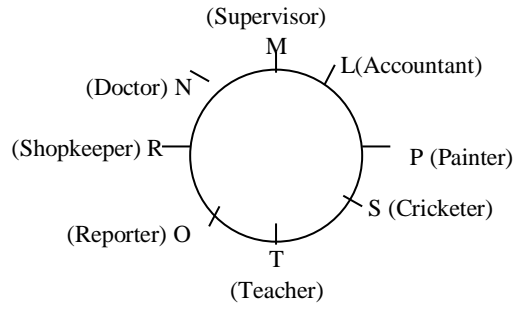 (Supervisor)
M
L(Accountant)
(Doctor) N
(Shopkeeper) R
P (Painter)
S (Cricketer)
(Reporter) O
T
(Teacher)